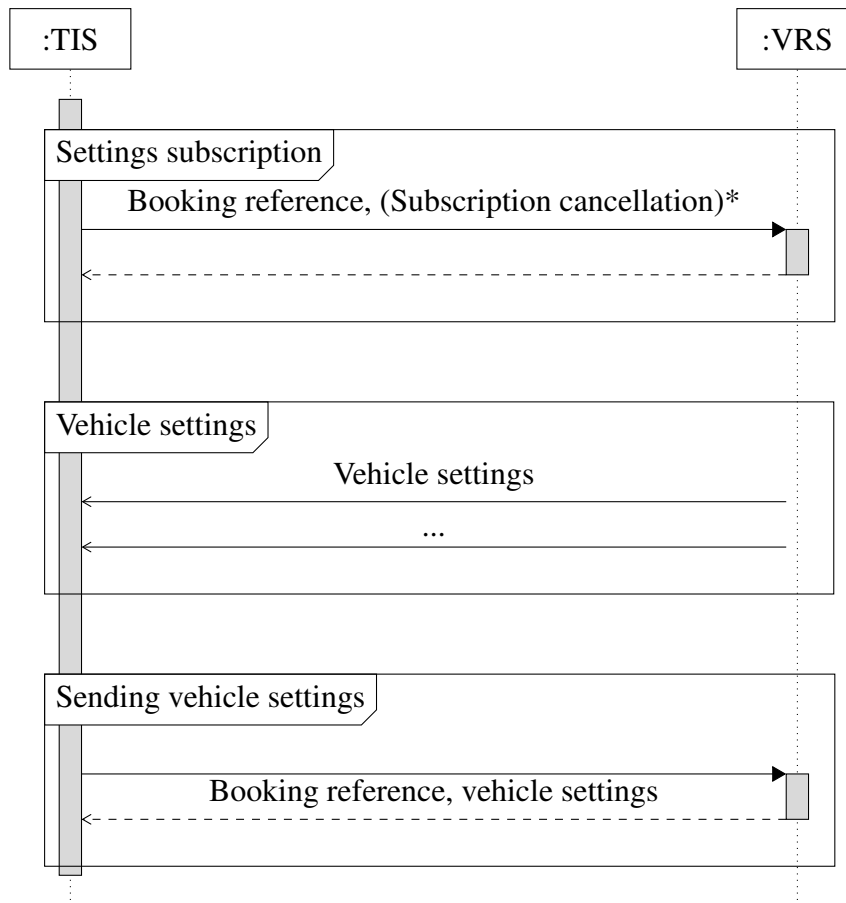 :TIS
:VRS
Settings subscription
Booking reference, (Subscription cancellation)*
Vehicle settings
Vehicle settings
...
Sending vehicle settings
Booking reference, vehicle settings